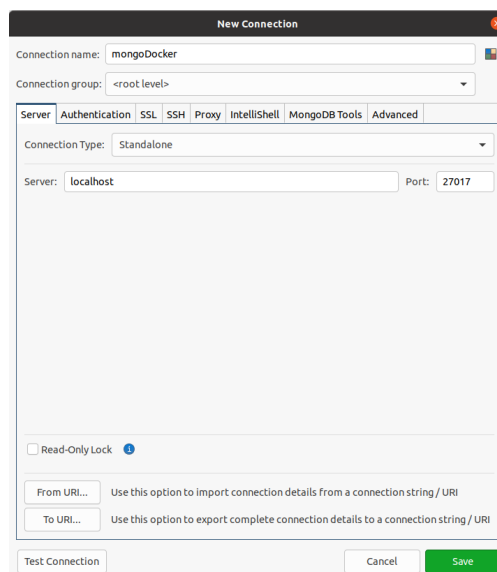 New Connection
Connection name: mongoDocker
Connection group: <root level>
Server Authentication SSL SSH Proxy IntelliShell MongoDB Tools Advanced
Connection Type: Standalone
Server: localhost Port: 27017
Read-Only Lock
From URI... Use this option to import connection details from a connection string / URI
To URI... Use this option to export complete connection details to a connection string / URI
Test Connection Cancel Save